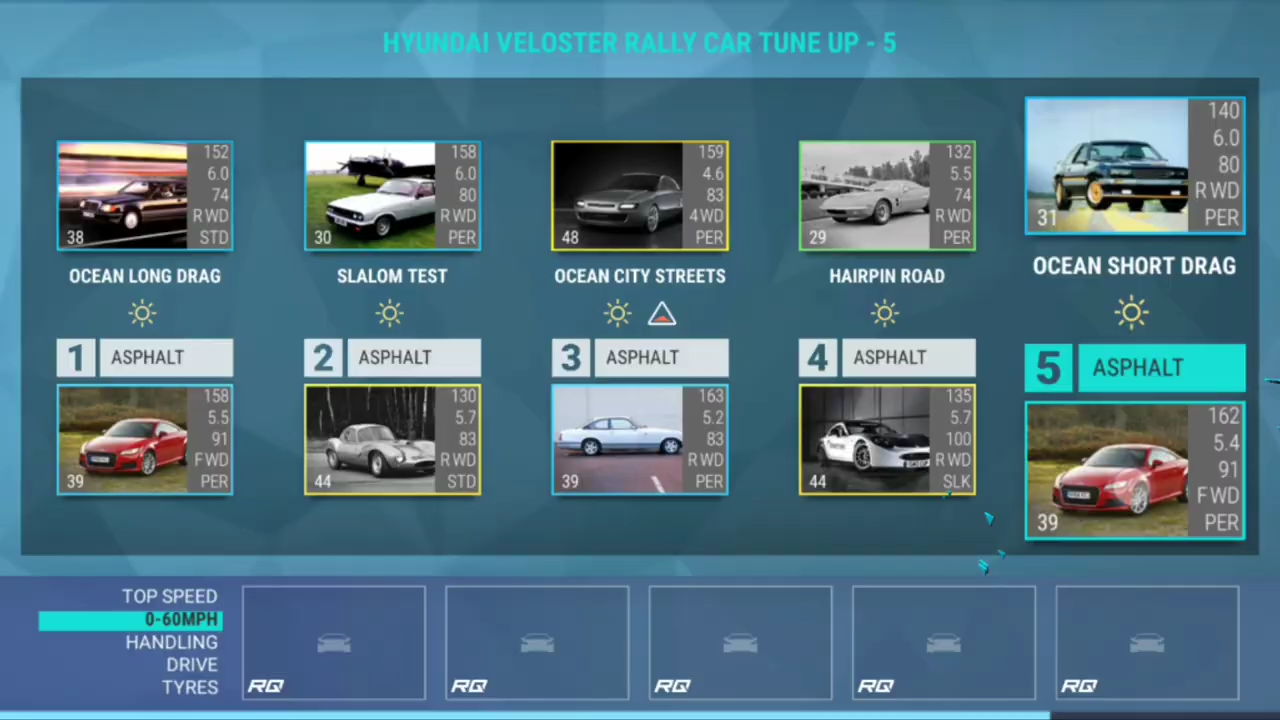 HYUNDAI VELOSTER RALLY CAR TUNE UP - 5
152
6.0
74
RWD
STD
38
158
6.0
80
RWD
PER
30
159
4.6
83
4WD
PER
48
132
5.5
74
RWD
PER
29
140
6.0
80
RWD
PER
31
OCEAN LONG DRAG
SLALOM TEST
OCEAN CITY STREETS
HAIRPIN ROAD
OCEAN SHORT DRAG
1 ASPHALT
2 ASPHALT
3 ASPHALT
4 ASPHALT
5 ASPHALT
158
5.5
91
FWD
PER
39
130
5.7
83
RWD
STD
44
163
5.2
83
RWD
PER
39
135
5.7
100
RWD
SLK
44
162
5.4
91
FWD
PER
39
TOP SPEED
0-60MPH
HANDLING
DRIVE
TYRES
RQ
RQ
RQ
RQ
RQ